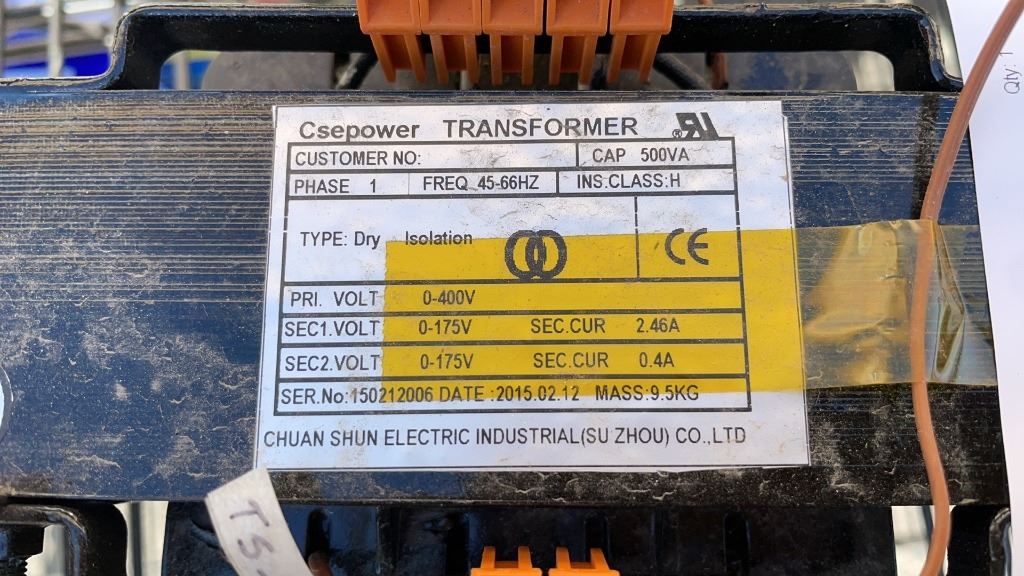 Csepower TRANSFORMER
CUSTOMER NO: CAP 500VA
PHASE 1 FREQ 45-66HZ INS.CLASS:H
TYPE: Dry Isolation CE
PRI. VOLT 0-400V
SEC1.VOLT 0-175V SEC.CUR 2.46A
SEC2.VOLT 0-175V SEC.CUR 0.4A
SER.No:150212006 DATE :2015.02.12 MASS:9.5KG
CHUAN SHUN ELECTRIC INDUSTRIAL(SU ZHOU) CO.,LTD
Qty: 1